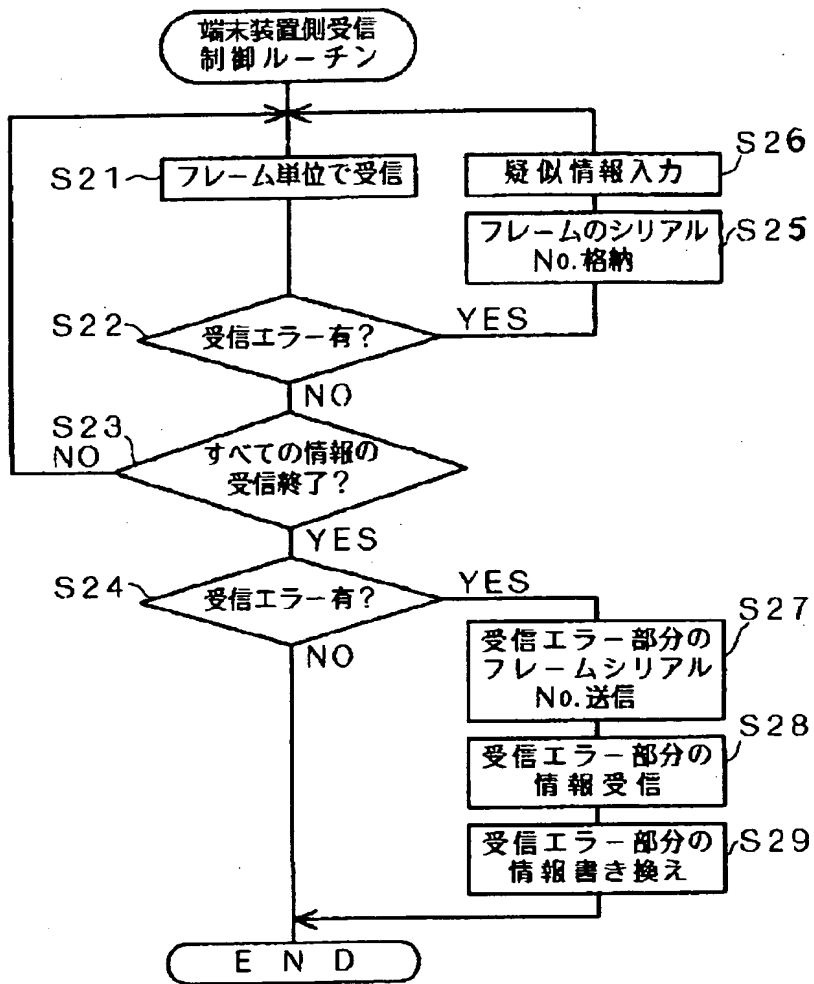 端末装置側受信
制御ルーチン
S21
フレーム単位で受信
疑似情報入力
S26
フレームのシリアル
No.格納
S25
S22
受信エラー有?
YES
NO
S23
NO
すべての情報の
受信終了?
YES
S24
受信エラー有?
YES
NO
受信エラー部分の
フレームシリアル
No.送信
S27
受信エラー部分の
情報受信
S28
受信エラー部分の
情報書き換え
S29
END